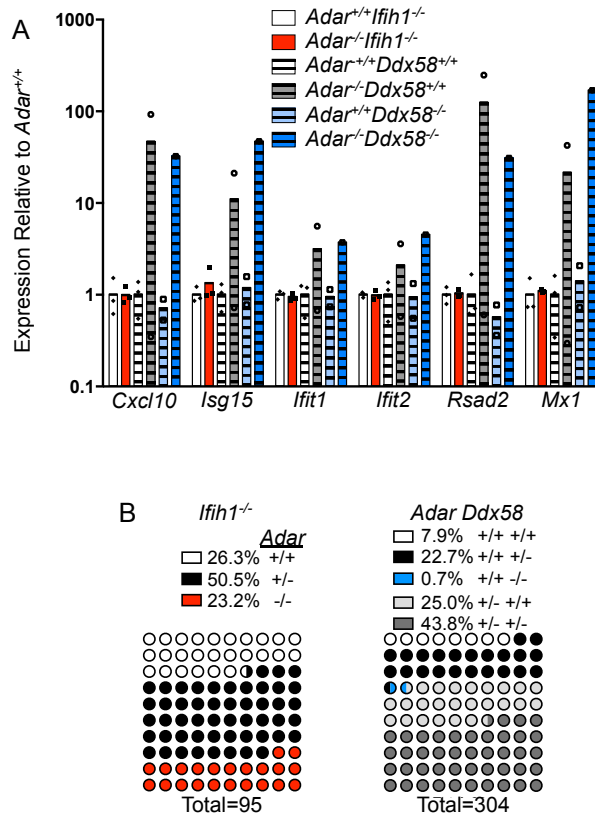 A
Adar+/+Ifih1-/-
Adar-/-Ifih1-/-
Adar+/+Ddx58+/+
Adar-/-Ddx58+/+
Adar+/+Ddx58-/-
Adar-/-Ddx58-/-
Expression Relative to Adar+/+
1000
100
10
1
0.1
Cxcl10 Isg15 Ifit1 Ifit2 Rsad2 Mx1
B
Ifih1-/-
Adar
26.3% +/+
50.5% +/-
23.2% -/-
Total=95
Adar Ddx58
7.9% +/+ +/+
22.7% +/+ +/-
0.7% +/+ -/-
25.0% +/- +/+
43.8% +/- +/-
Total=304